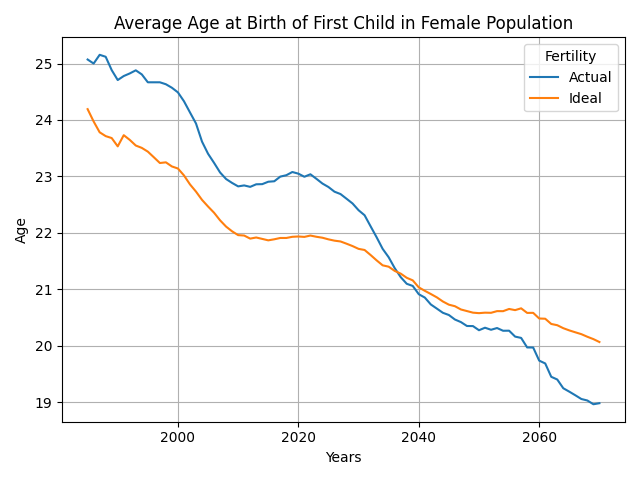 Average Age at Birth of First Child in Female Population
Fertility
Actual
Ideal
Age
25
24
23
22
21
20
19
2000 2020 2040 2060
Years